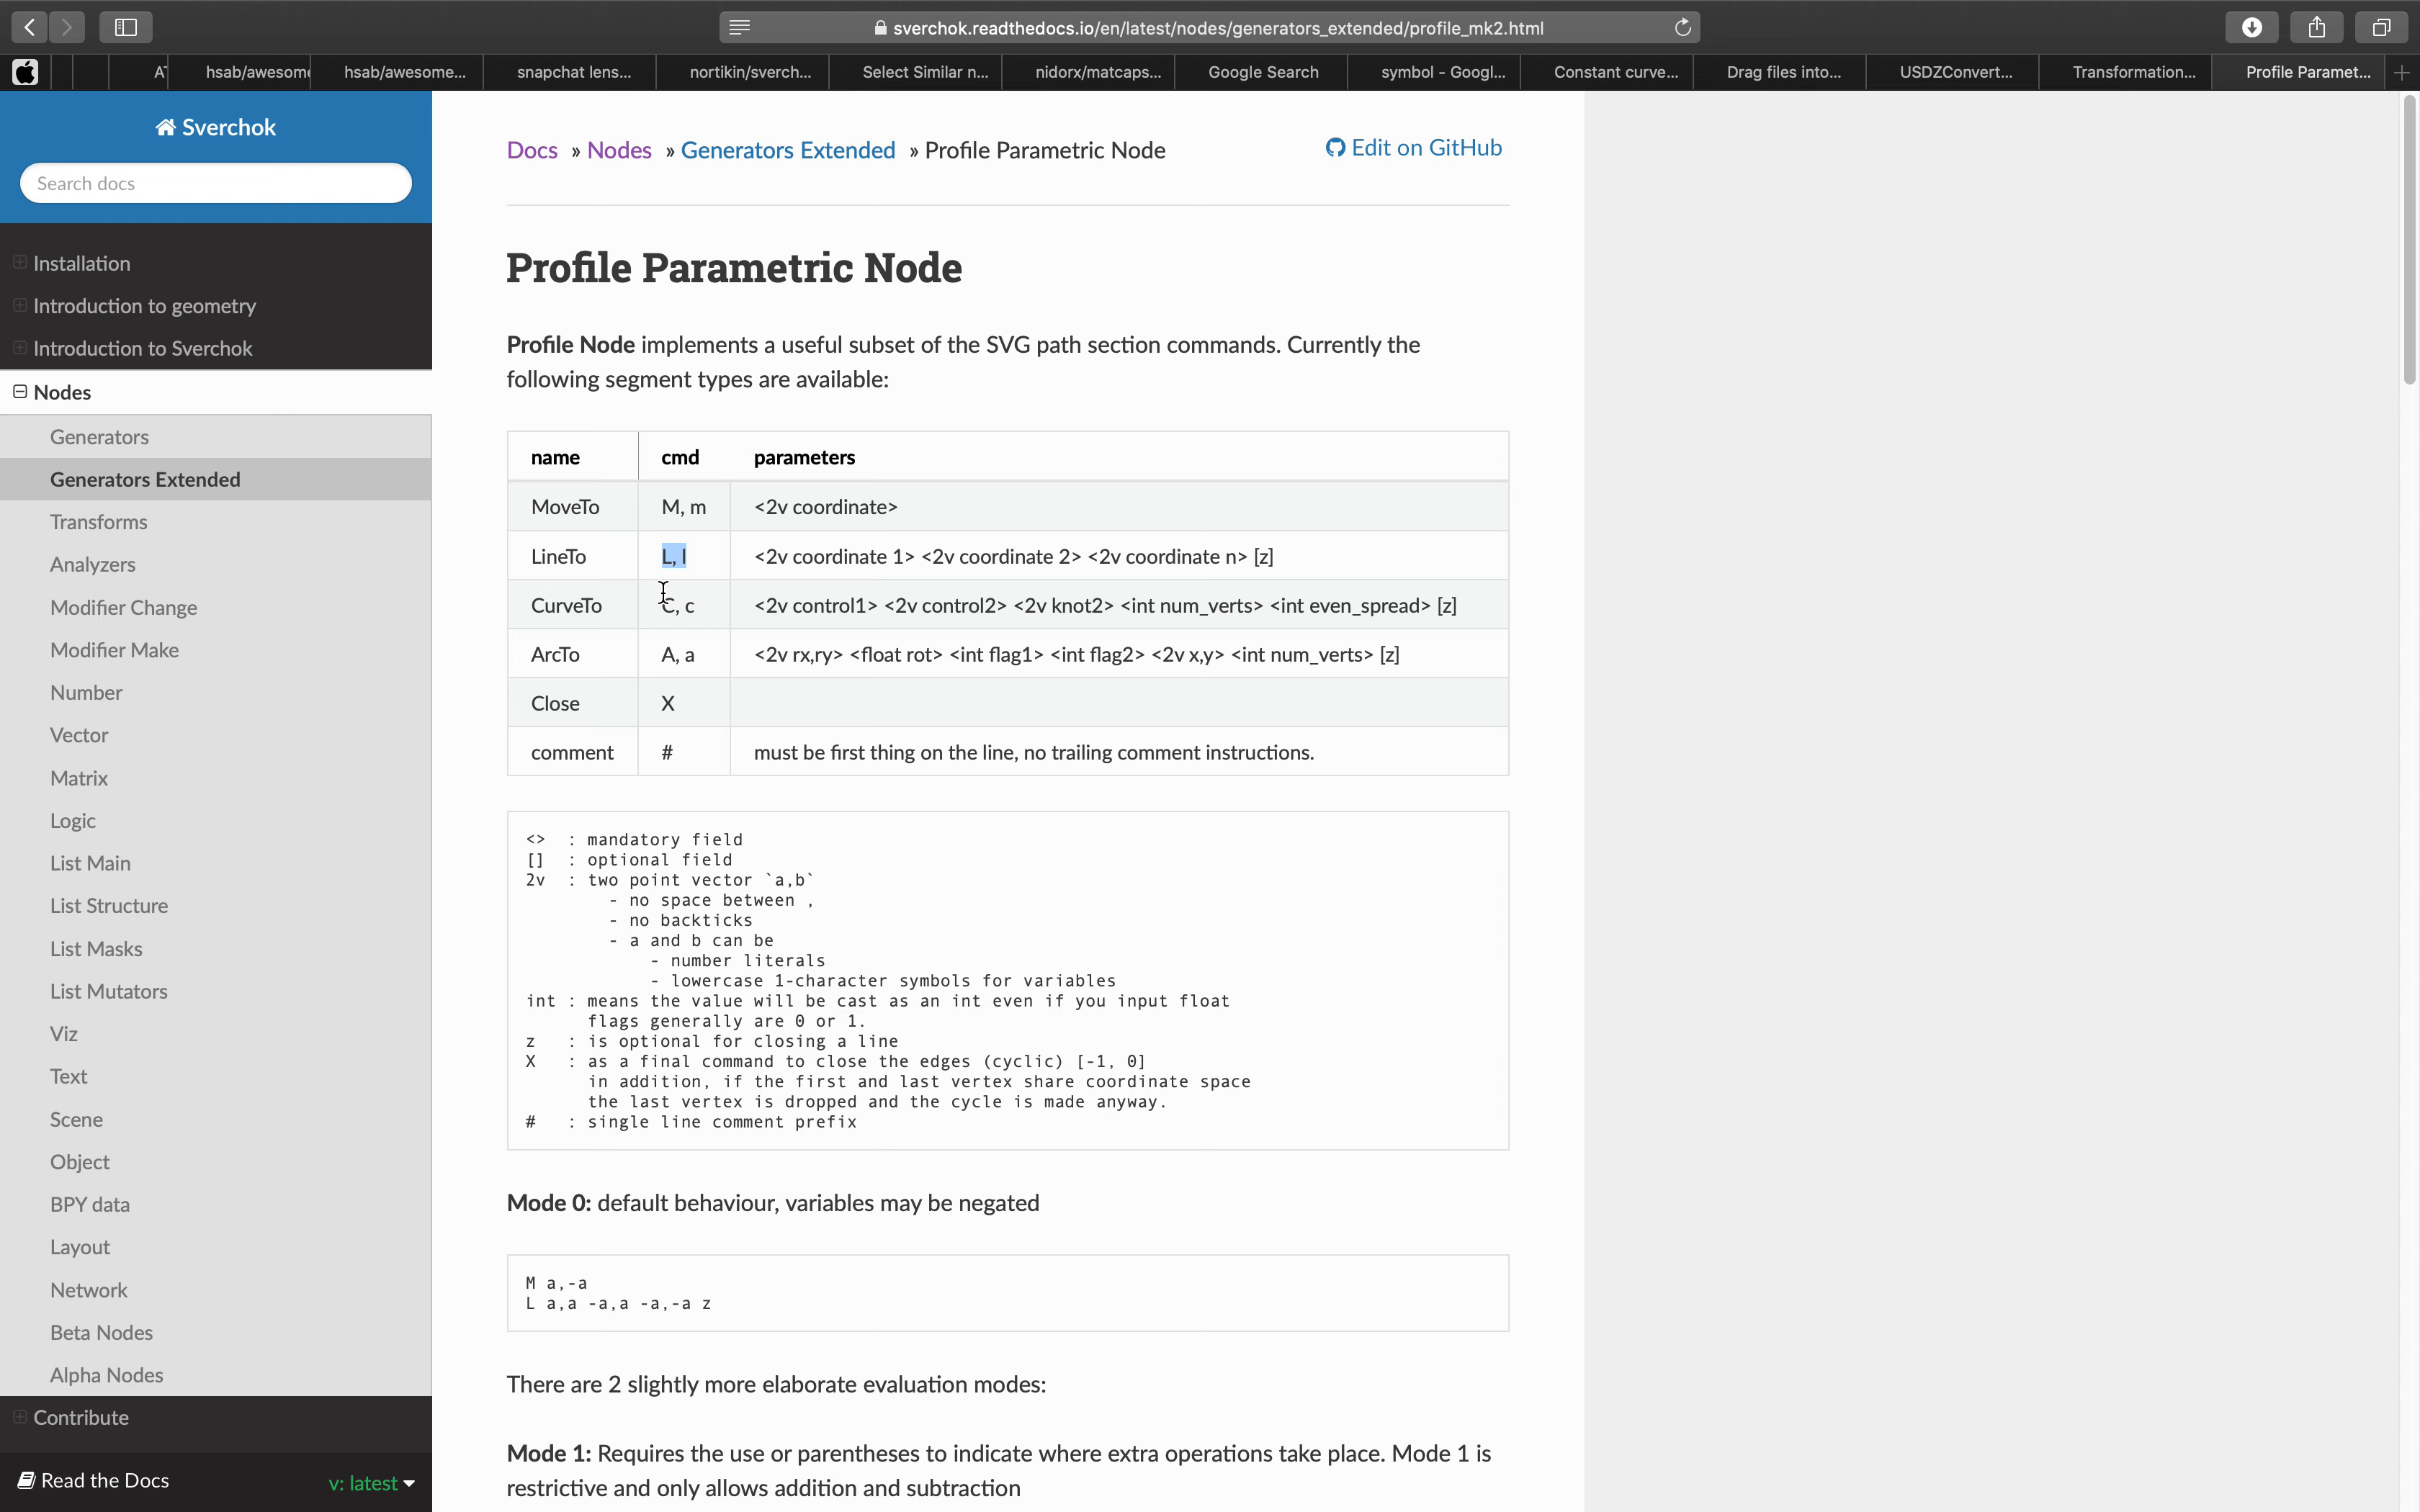 sverchok.readthedocs.io/en/latest/nodes/generators_extended/profile_mk2.html
hsab/awesome
hsab/awesome...
snapchat lens...
nortikin/sverch...
Select Similar n...
nidorx/matcaps...
Google Search
symbol - Googl...
Constant curve...
Drag files into...
USDZConvert...
Transformation...
Profile Paramet...
Sverchok
Search docs
Installation
Introduction to geometry
Introduction to Sverchok
Nodes
Generators
Generators Extended
Transforms
Analyzers
Modifier Change
Modifier Make
Number
Vector
Matrix
Logic
List Main
List Structure
List Masks
List Mutators
Viz
Text
Scene
Object
BPY data
Layout
Network
Beta Nodes
Alpha Nodes
Contribute
Read the Docs v: latest
Docs » Nodes » Generators Extended » Profile Parametric Node
Edit on GitHub
Profile Parametric Node
Profile Node implements a useful subset of the SVG path section commands. Currently the
following segment types are available:
name cmd parameters
MoveTo M, m <2v coordinate>
LineTo L, l <2v coordinate 1> <2v coordinate 2> <2v coordinate n> [z]
CurveTo C, c <2v control1> <2v control2> <2v knot2> <int num_verts> <int even_spread> [z]
ArcTo A, a <2v rx,ry> <float rot> <int flag1> <int flag2> <2v x,y> <int num_verts> [z]
Close X
comment # must be first thing on the line, no trailing comment instructions.
<> : mandatory field
[] : optional field
2v : two point vector `a,b`
- no space between ,
- no backticks
- a and b can be
- number literals
- lowercase 1-character symbols for variables
int : means the value will be cast as an int even if you input float
flags generally are 0 or 1.
z : is optional for closing a line
X : as a final command to close the edges (cyclic) [-1, 0]
in addition, if the first and last vertex share coordinate space
the last vertex is dropped and the cycle is made anyway.
# : single line comment prefix
Mode 0: default behaviour, variables may be negated
M a,-a
L a,a -a,a -a,-a z
There are 2 slightly more elaborate evaluation modes:
Mode 1: Requires the use or parentheses to indicate where extra operations take place. Mode 1 is
restrictive and only allows addition and subtraction